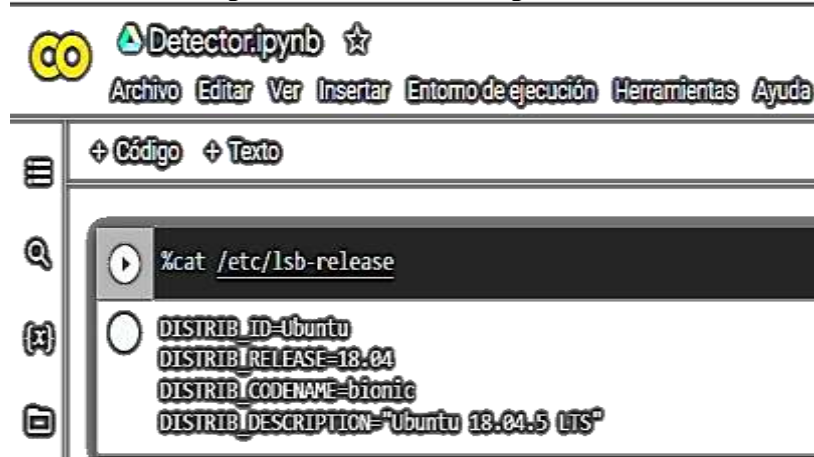 Detector.ipynb
Archivo Editar Ver Insertar Entorno de ejecución Herramientas Ayuda
+ Código + Texto
%cat /etc/lsb-release
DISTRIB_ID=Ubuntu
DISTRIB_RELEASE=18.04
DISTRIB_CODENAME=bionic
DISTRIB_DESCRIPTION="Ubuntu 18.04.5 LTS"